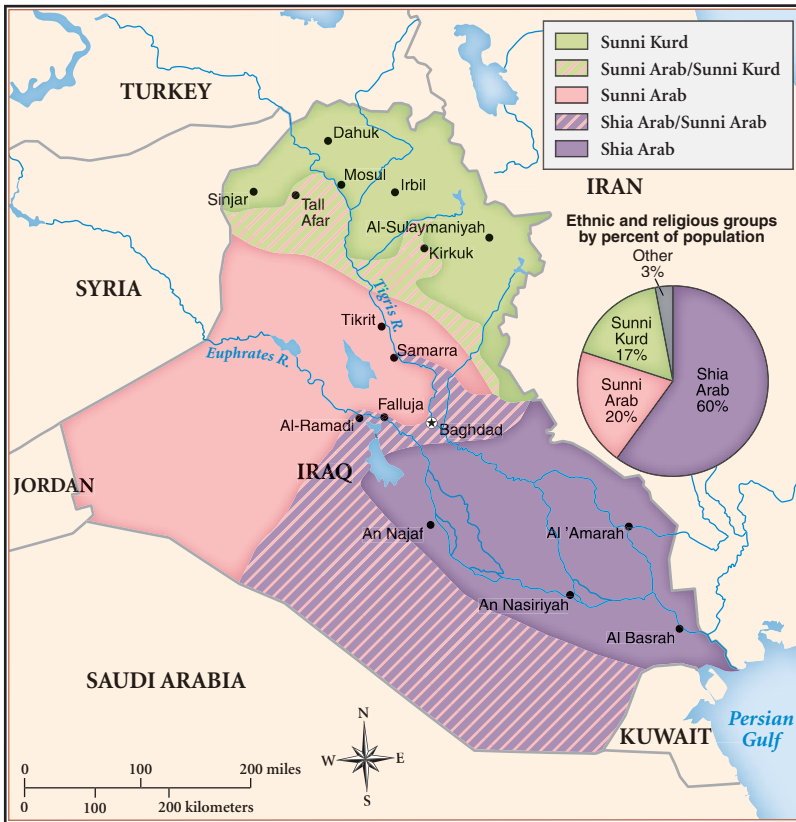 Sunni Kurd
Sunni Arab/Sunni Kurd
Sunni Arab
Shia Arab/Sunni Arab
Shia Arab
TURKEY
IRAN
SYRIA
JORDAN
IRAQ
SAUDI ARABIA
KUWAIT
Persian
Gulf
Dahuk
Mosul
Irbil
Sinjar
Tall
Afar
Al-Sulaymaniyah
Kirkuk
Tigris R.
Tikrit
Samarra
Euphrates R.
Falluja
Al-Ramadi
Baghdad
An Najaf
Al 'Amarah
An Nasiriyah
Al Basrah
Ethnic and religious groups
by percent of population
Other
3%
Sunni
Kurd
17%
Sunni
Arab
20%
Shia
Arab
60%
N
W
E
S
0 100 200 miles
0 100 200 kilometers